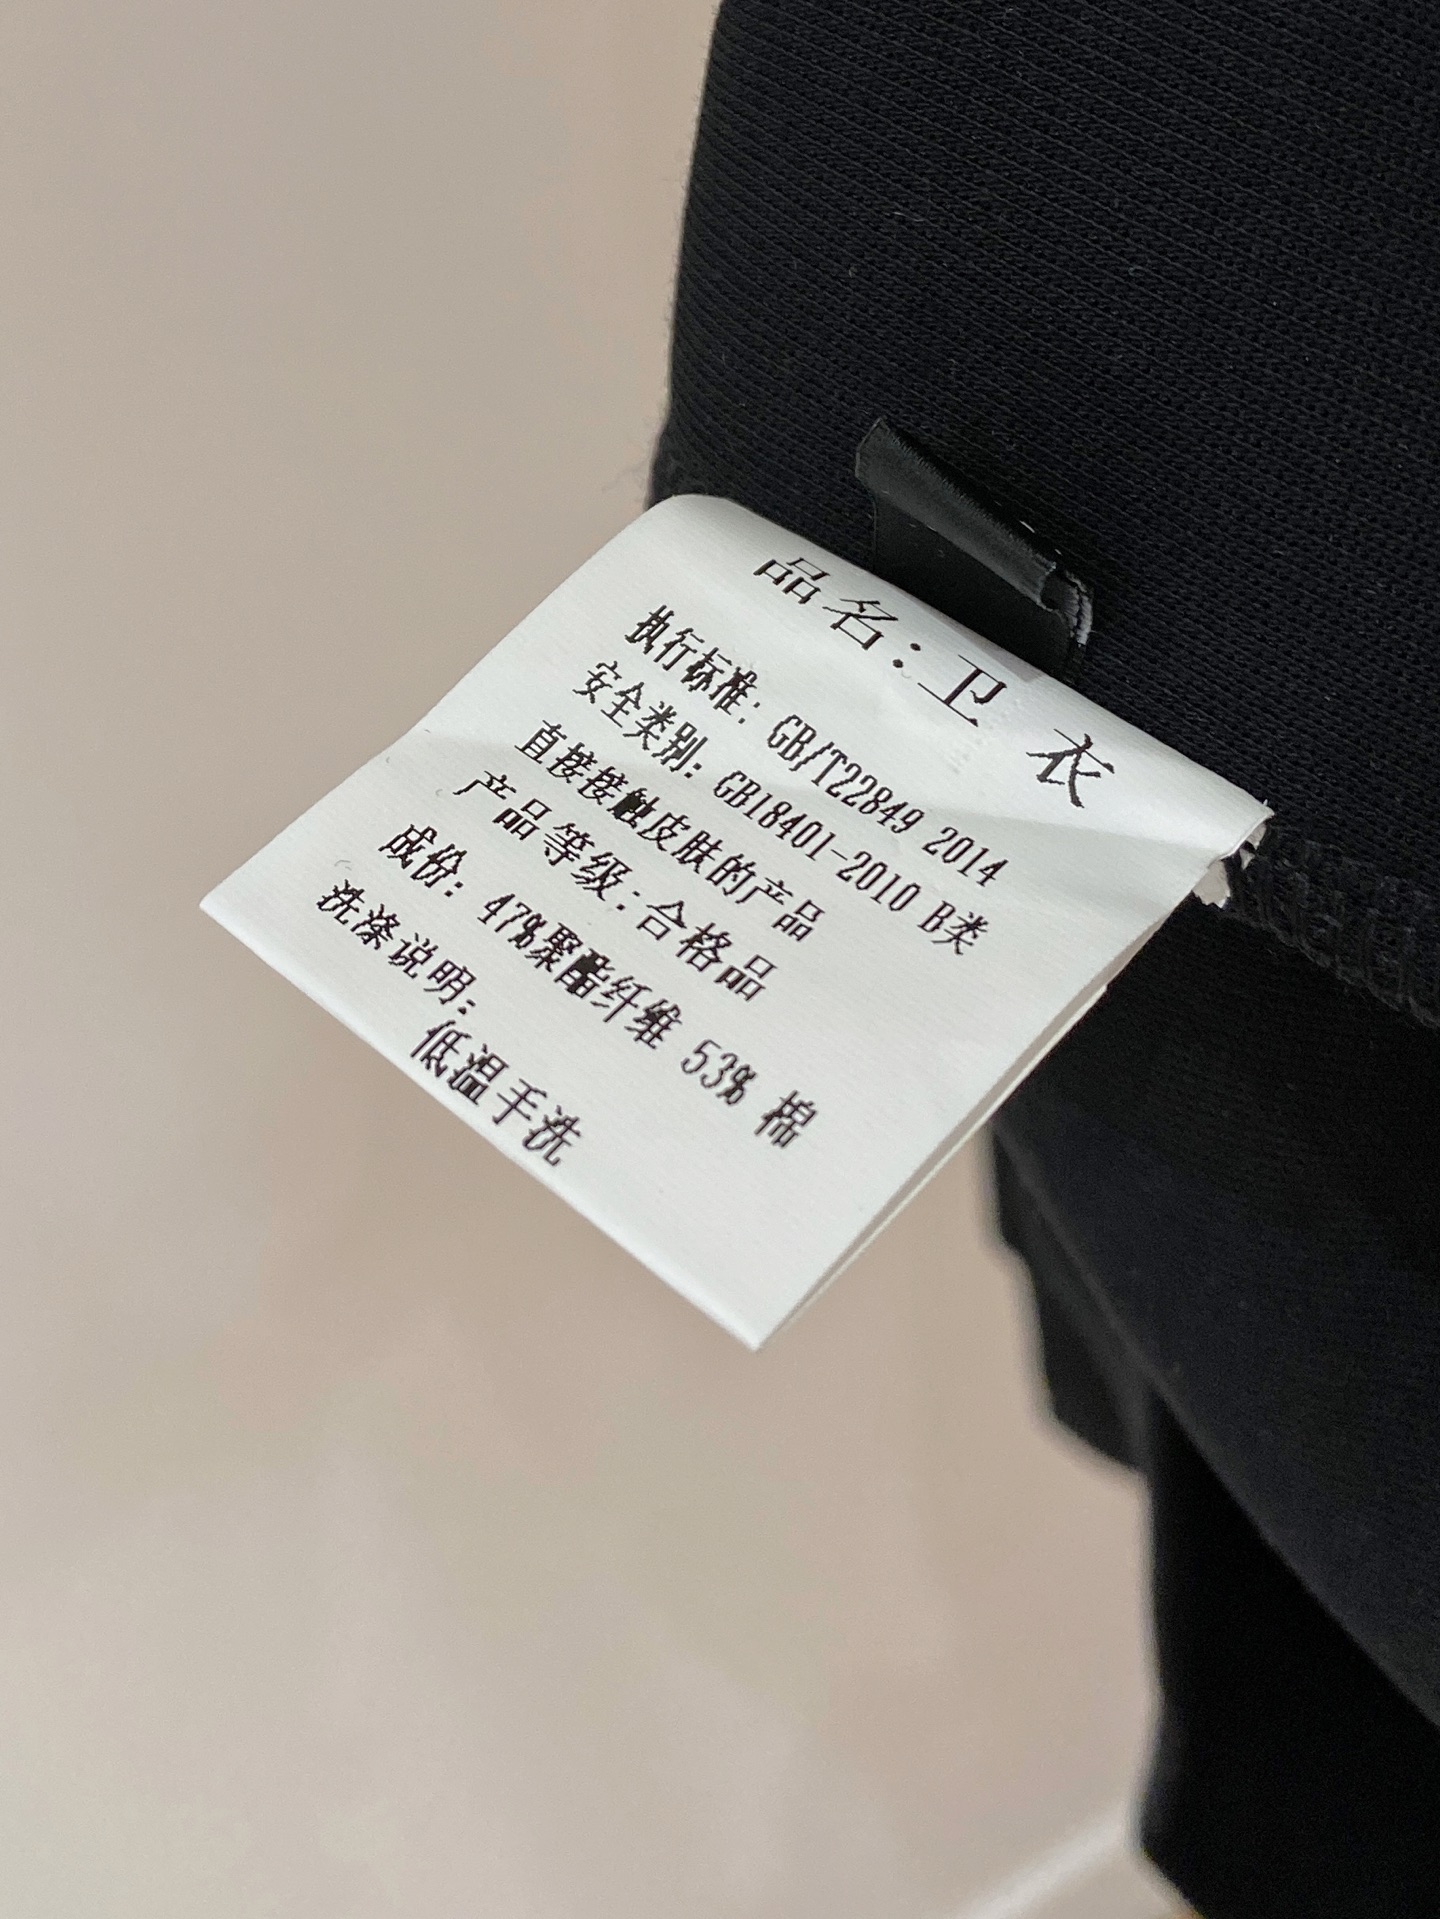 品名:卫 衣
执行标准: GB/T22849 2014
安全类别: GB18401-2010 B类
直接接触皮肤的产品
产品等级:合格品
成份: 47%聚酯纤维 53% 棉
洗涤说明:
低温手洗